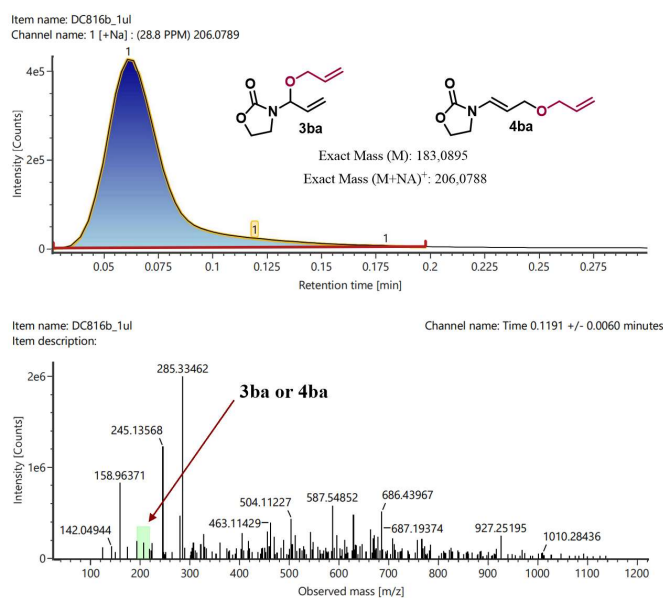 Item name: DC816b_1ul
Channel name: 1 [+Na] : (28.8 PPM) 206.0789
Intensity [Counts]
4e5
2e5
0
1
1
1
O
O
N
O
3ba
O
O
N
O
4ba
Exact Mass (M): 183,0895
Exact Mass (M+NA)+: 206,0788
0.05
0.075
0.1
0.125
0.15
0.175
0.2
0.225
0.25
0.275
Retention time [min]
Item name: DC816b_1ul
Channel name: Time 0.1191 +/- 0.0060 minutes
Item description:
Intensity [Counts]
2e6
1e6
0
285.33462
3ba or 4ba
245.13568
158.96371
142.04944
463.11429
504.11227
587.54852
686.43967
687.19374
927.25195
1010.28436
100
200
300
400
500
600
700
800
900
1000
1100
1200
Observed mass [m/z]